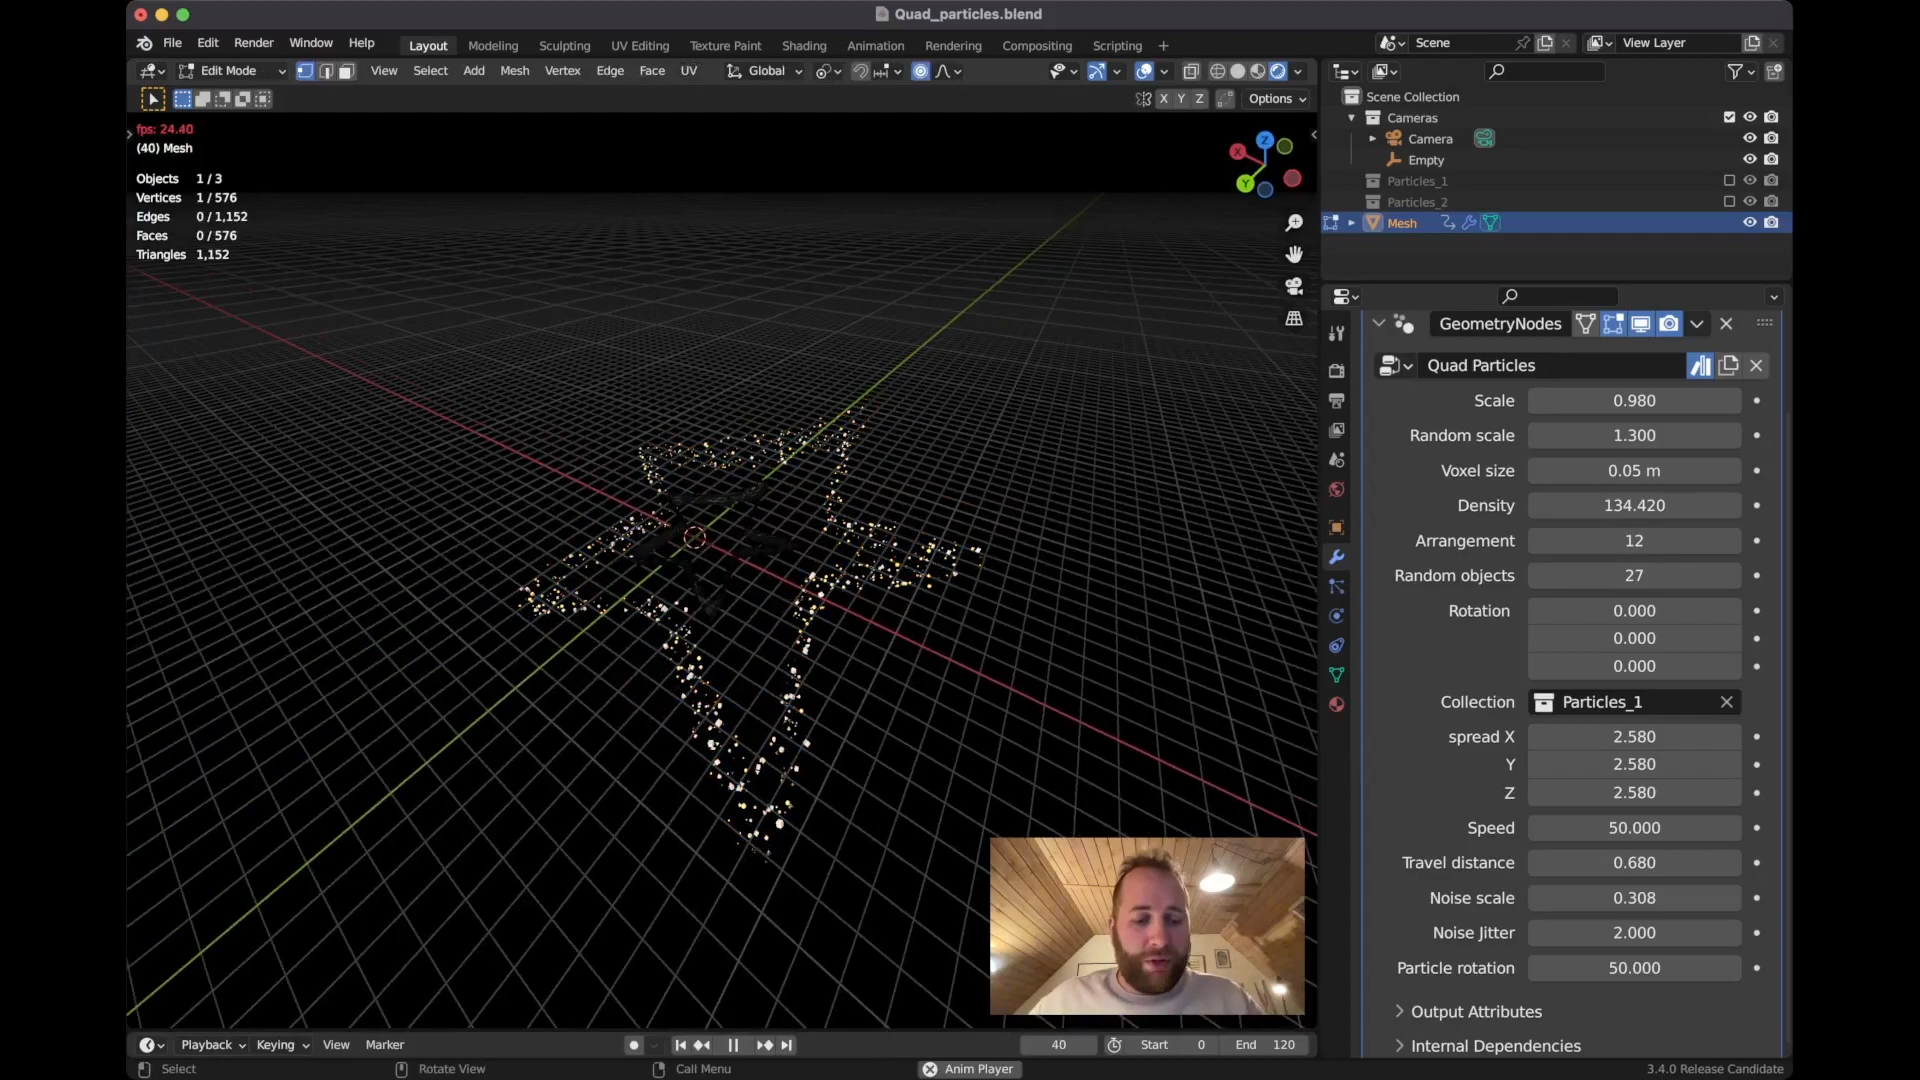 Quad_particles.blend
File Edit Render Window Help Layout Modeling Sculpting UV Editing Texture Paint Shading Animation Rendering Compositing Scripting + Scene View Layer
Edit Mode View Select Add Mesh Vertex Edge Face UV Global
X Y Z Options
fps: 24.40
(40) Mesh
Objects 1 / 3
Vertices 1 / 576
Edges 0 / 1,152
Faces 0 / 576
Triangles 1,152
Z
X
Y
Scene Collection
Cameras
Camera
Empty
Particles_1
Particles_2
Mesh
GeometryNodes
Quad Particles
Scale 0.980
Random scale 1.300
Voxel size 0.05 m
Density 134.420
Arrangement 12
Random objects 27
Rotation 0.000
0.000
0.000
Collection Particles_1
spread X 2.580
Y 2.580
Z 2.580
Speed 50.000
Travel distance 0.680
Noise scale 0.308
Noise Jitter 2.000
Particle rotation 50.000
Output Attributes
Internal Dependencies
Playback Keying View Marker 40 Start 0 End 120
Select Rotate View Call Menu Anim Player 3.4.0 Release Candidate